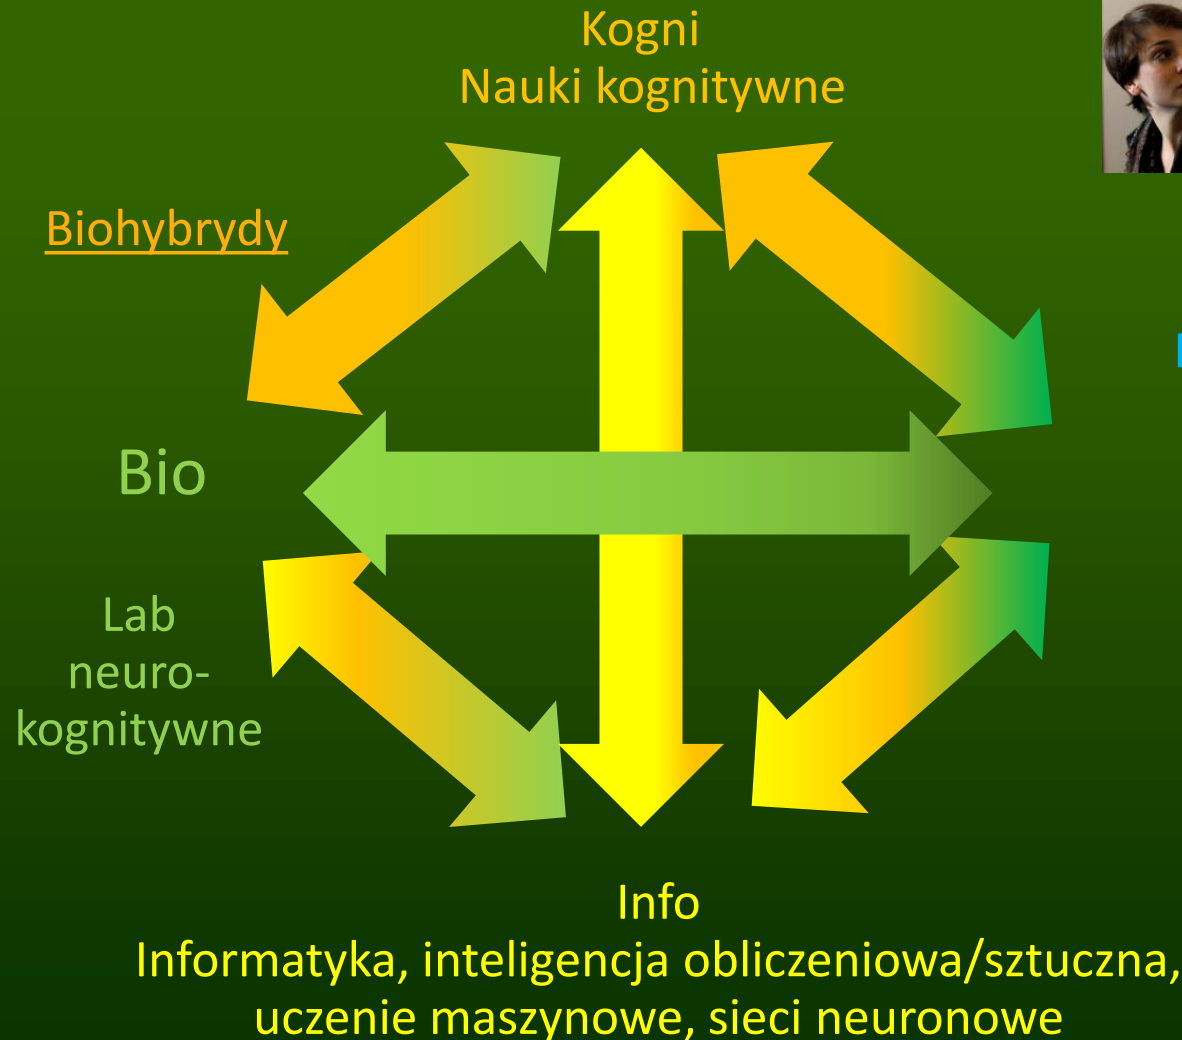 Kogni
Nauki kognitywne
Biohybrydy
Bio
Lab
neuro-
kognitywne
Info
Informatyka, inteligencja obliczeniowa/sztuczna,
uczenie maszynowe, sieci neuronowe